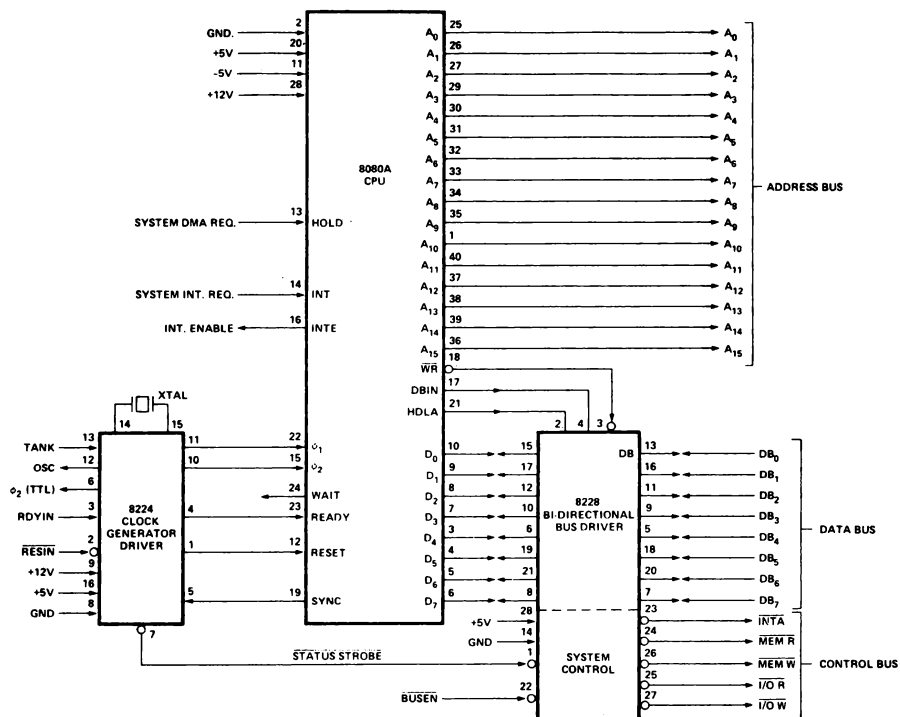 2
GND.
20
+5V
11
-5V
28
+12V
8080A
CPU
SYSTEM DMA REQ.
13
HOLD
SYSTEM INT. REQ.
14
INT
INT. ENABLE
16
INTE
A0 25 A0
A1 26 A1
A2 27 A2
A3 29 A3
A4 30 A4
A5 31 A5
A6 32 A6
A7 33 A7
A8 34 A8
A9 35 A9
A10 1 A10
A11 40 A11
A12 37 A12
A13 38 A13
A14 39 A14
A15 36 A15
ADDRESS BUS
WR 18
DBIN 17
HDLA 21
2 4 3
XTAL
14 15
TANK 13
OSC 12
ϕ2 (TTL) 6
RDYIN 3
RESIN 2
+12V 9
+5V 16
GND 8
8224
CLOCK
GENERATOR
DRIVER
11 22 ϕ1
10 15 ϕ2
24 WAIT
4 23 READY
1 12 RESET
5 19 SYNC
7
STATUS STROBE
D0 10 15
D1 9 17
D2 8 12
D3 7 10
D4 3 6
D5 4 19
D6 5 21
D7 6 8
8228
BI-DIRECTIONAL
BUS DRIVER
DB
13 DB0
16 DB1
11 DB2
9 DB3
5 DB4
18 DB5
20 DB6
7 DB7
DATA BUS
+5V 28
GND 14
1
BUSEN 22
SYSTEM
CONTROL
23 INTA
24 MEM R
26 MEM W
25 I/O R
27 I/O W
CONTROL BUS